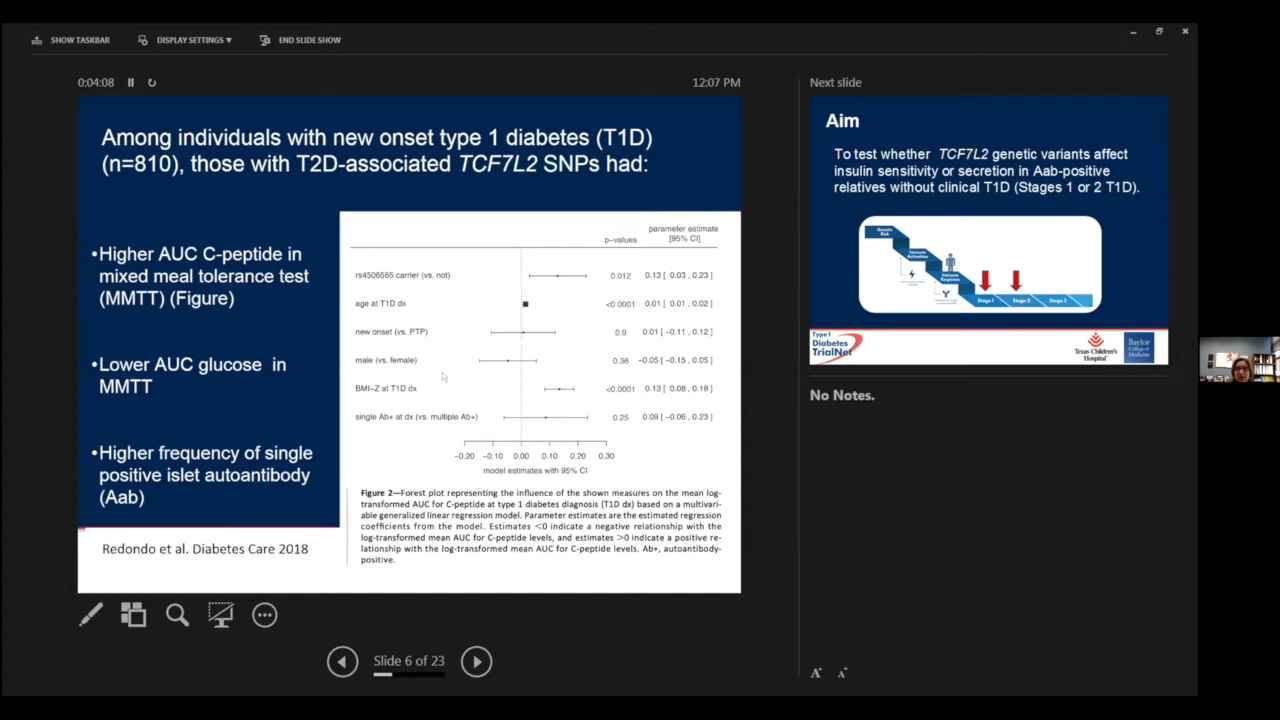 SHOW TASKBAR
DISPLAY SETTINGS ▼
END SLIDE SHOW
0:04:08
12:07 PM
Among individuals with new onset type 1 diabetes (T1D)
(n=810), those with T2D-associated TCF7L2 SNPs had:
•Higher AUC C-peptide in
mixed meal tolerance test
(MMTT) (Figure)
•Lower AUC glucose in
MMTT
•Higher frequency of single
positive islet autoantibody
(Aab)
Redondo et al. Diabetes Care 2018
p-values
parameter estimate
[95% CI]
rs4506565 carrier (vs. not) 0.012 0.13 [ 0.03 , 0.23 ]
age at T1D dx <0.0001 0.01 [ 0.01 , 0.02 ]
new onset (vs. PTP) 0.9 0.01 [ −0.11 , 0.12 ]
male (vs. female) 0.36 −0.05 [ −0.15 , 0.05 ]
BMI−Z at T1D dx <0.0001 0.13 [ 0.08 , 0.18 ]
single Ab+ at dx (vs. multiple Ab+) 0.25 0.09 [ −0.06 , 0.23 ]
−0.20 −0.10 0.00 0.10 0.20 0.30
model estimates with 95% CI
Figure 2—Forest plot representing the influence of the shown measures on the mean log-
transformed AUC for C-peptide at type 1 diabetes diagnosis (T1D dx) based on a multivari-
able generalized linear regression model. Parameter estimates are the estimated regression
coefficients from the model. Estimates <0 indicate a negative relationship with the
log-transformed mean AUC for C-peptide levels, and estimates >0 indicate a positive re-
lationship with the log-transformed mean AUC for C-peptide levels. Ab+, autoantibody-
positive.
Slide 6 of 23
Next slide
Aim
To test whether TCF7L2 genetic variants affect
insulin sensitivity or secretion in Aab-positive
relatives without clinical T1D (Stages 1 or 2 T1D).
Genetic
Risk
Immune
Activation
Immune
Response
Stage 1
Stage 2
Stage 3
Type 1
Diabetes
TrialNet
Texas Children's
Hospital
Baylor
College of
Medicine
No Notes.
A
A